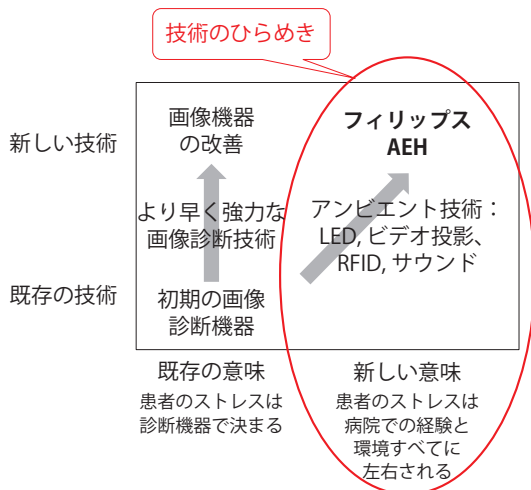 技術のひらめき
新しい技術
画像機器
の改善
フィリップス
AEH
より早く強力な
画像診断技術
アンビエント技術：
LED, ビデオ投影、
RFID, サウンド
既存の技術
初期の画像
診断機器
既存の意味
患者のストレスは
診断機器で決まる
新しい意味
患者のストレスは
病院での経験と
環境すべてに
左右される